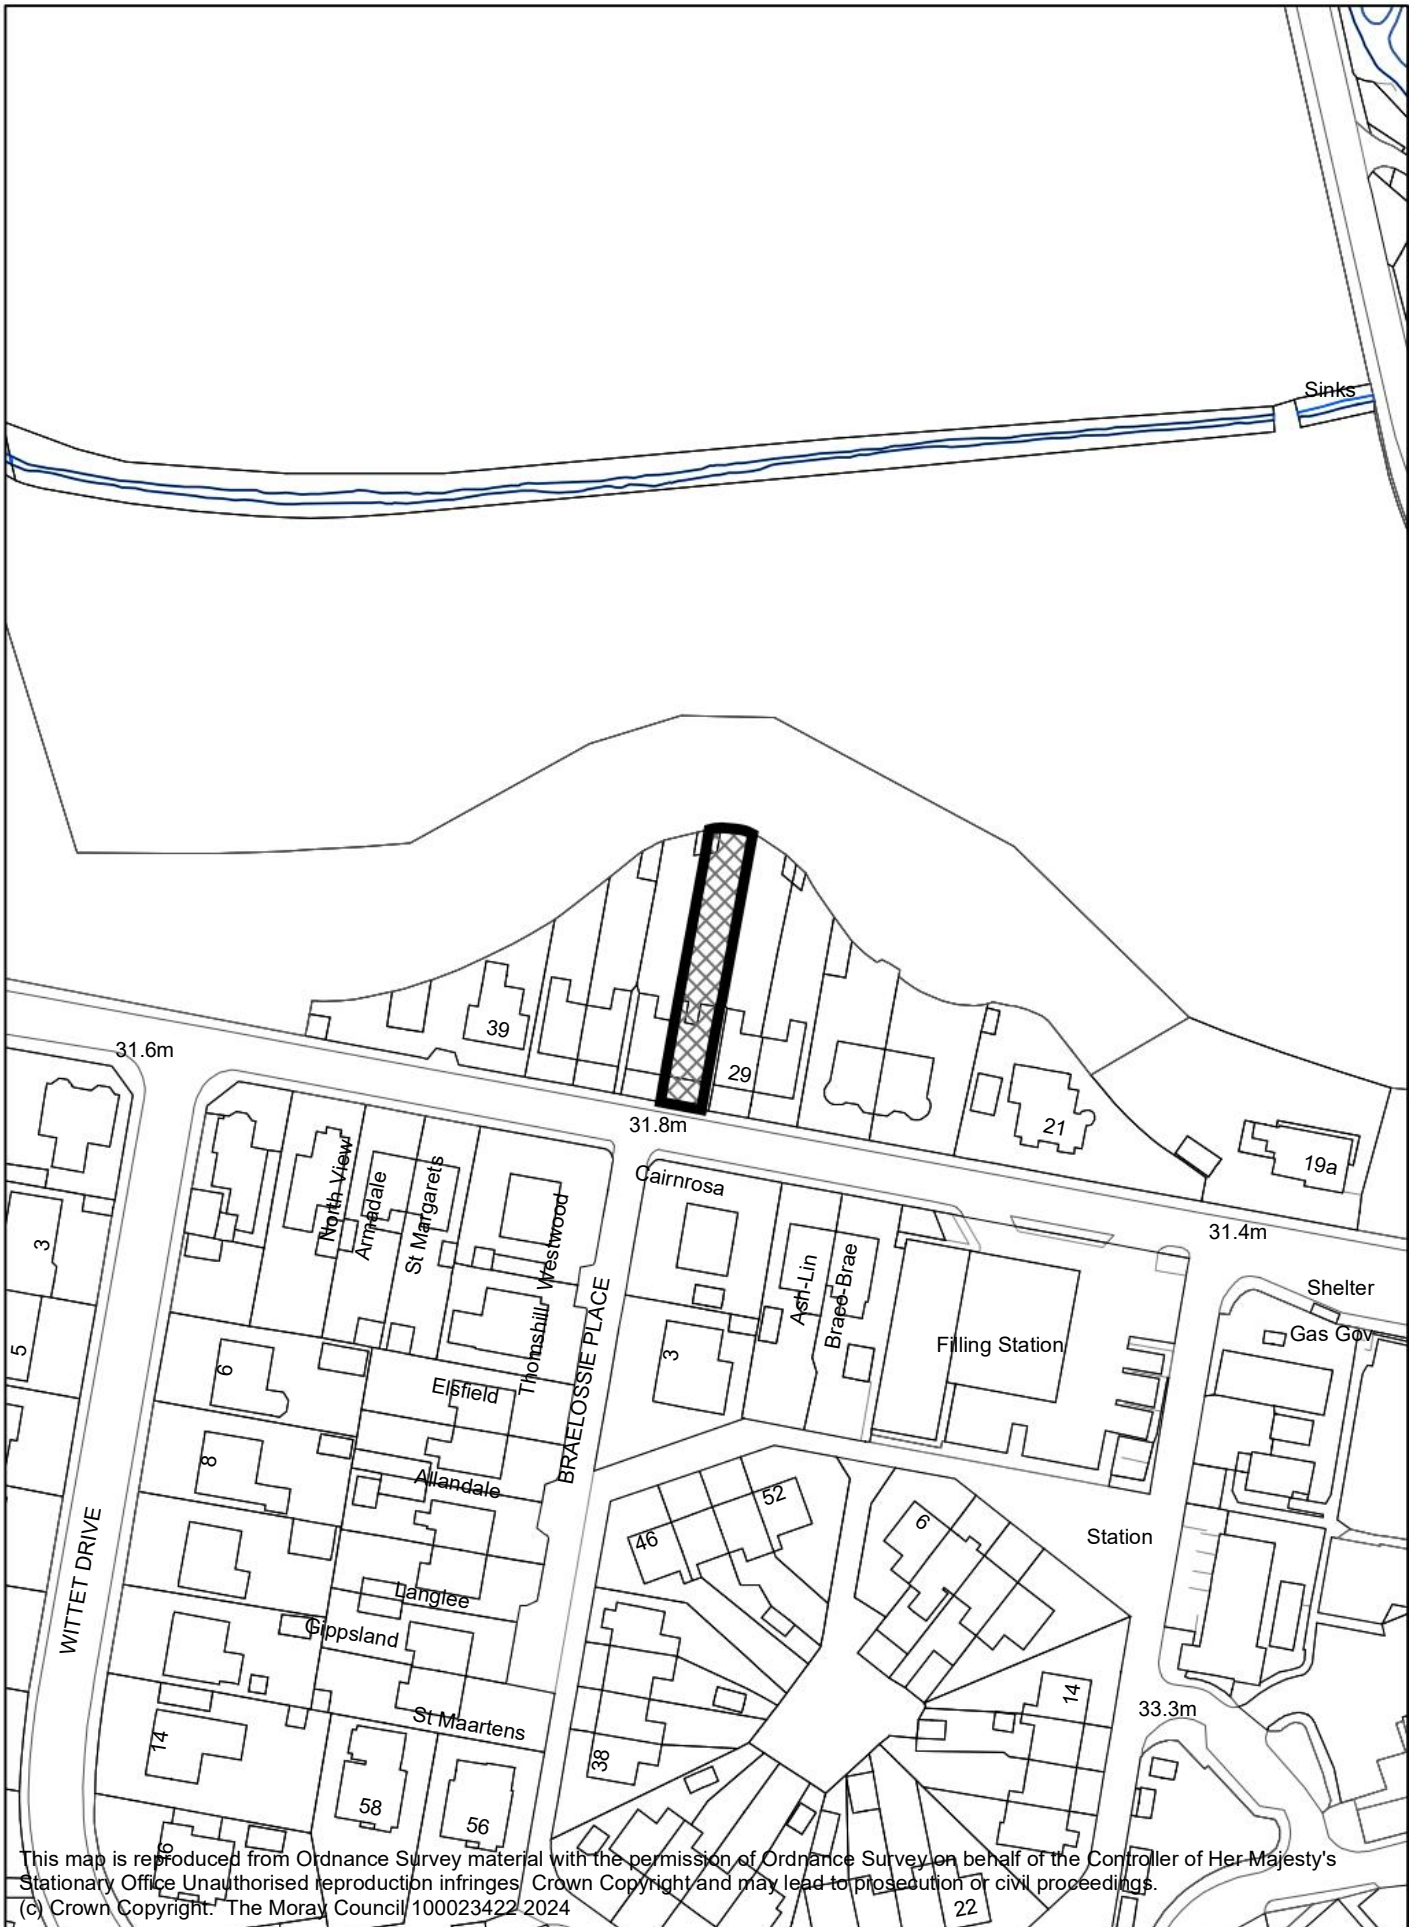 Sinks
39
31.6m
29
31.8m
21
19a
Cairnrosa
North View
Armadale
St Margarets
Westwood
31.4m
3
Ash-Lin
Braeo-Brae
Shelter
Gas Gov
Filling Station
Thomshill
BRAELOSSIE PLACE
3
5
6
Elsfield
8
Allandale
52
46
6
Station
WITTET DRIVE
Langlee
Gippsland
14
33.3m
St Maartens
14
38
58
56
16
22
This map is reproduced from Ordnance Survey material with the permission of Ordnance Survey on behalf of the Controller of Her Majesty's
Stationary Office Unauthorised reproduction infringes  Crown Copyright and may lead to prosecution or civil proceedings.
(c) Crown Copyright.  The Moray Council 100023422 2024